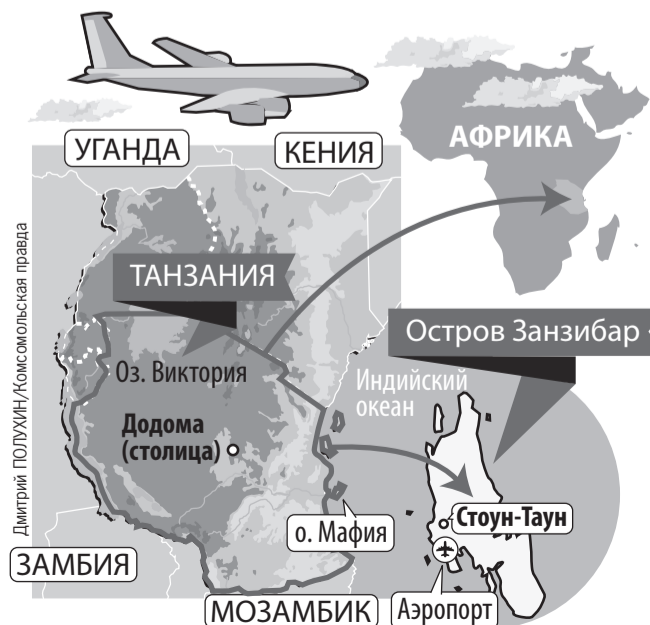 УГАНДА
КЕНИЯ
АФРИКА
ТАНЗАНИЯ
Остров Занзибар
Оз. Виктория
Индийский
океан
Додома
(столица)
Стоун-Таун
о. Мафия
ЗАМБИЯ
МОЗАМБИК
Аэропорт
Дмитрий ПОЛУХИН/Комсомольская правда